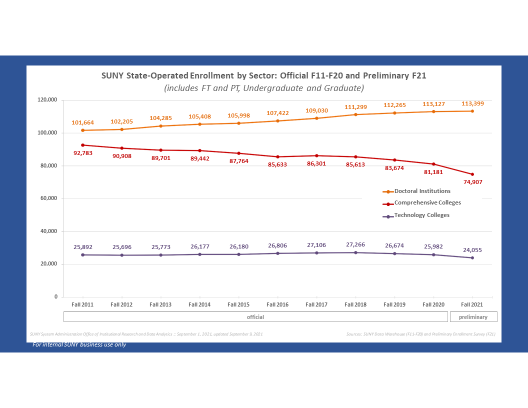 SUNY State-Operated Enrollment by Sector: Official F11-F20 and Preliminary F21
(includes FT and PT, Undergraduate and Graduate)
120,000
100,000
80,000
60,000
40,000
20,000
0
101,664 102,205 104,285 105,408 105,998 107,422 109,030 111,299 112,265 113,127 113,399
92,783 90,908 89,701 89,442 87,764 85,633 86,301 85,613 83,674 81,181 74,907
Doctoral Institutions
Comprehensive Colleges
Technology Colleges
25,892 25,696 25,773 26,177 26,180 26,806 27,106 27,266 26,674 25,982 24,055
Fall 2011 Fall 2012 Fall 2013 Fall 2014 Fall 2015 Fall 2016 Fall 2017 Fall 2018 Fall 2019 Fall 2020 Fall 2021
official preliminary
For internal SUNY business use only